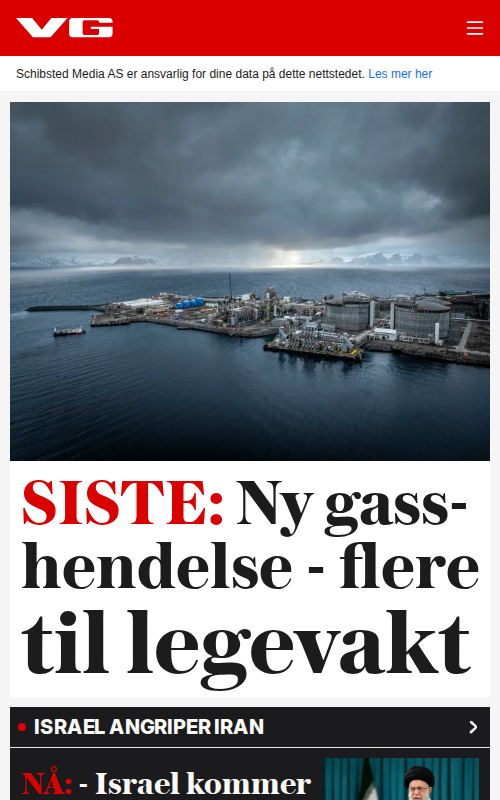 VG
Schibsted Media AS er ansvarlig for dine data på dette nettstedet. Les mer her
SISTE: Ny gass-
hendelse - flere
til legevakt
ISRAEL ANGRIPER IRAN
NÅ: - Israel kommer